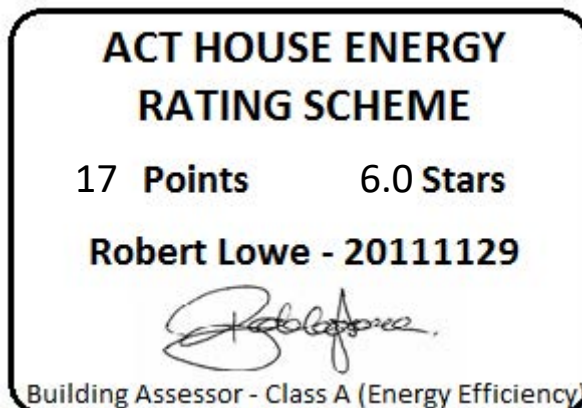 ACT HOUSE ENERGY
RATING SCHEME
17 Points 6.0 Stars
Robert Lowe - 20111129
Building Assessor - Class A (Energy Efficiency)